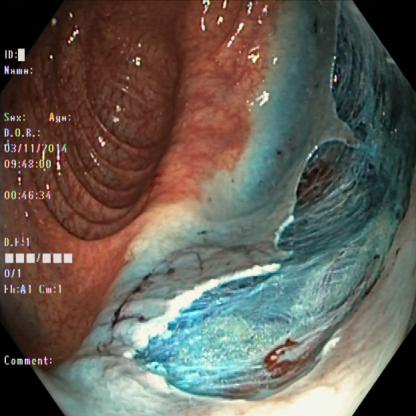 ID:
Name:
Sex: Age:
D.O.B.:
03/11/2014
09:48:00
00:46:34
D.F:1
■■■/■■■
0/1
Eh:A1 Cm:1
Comment: